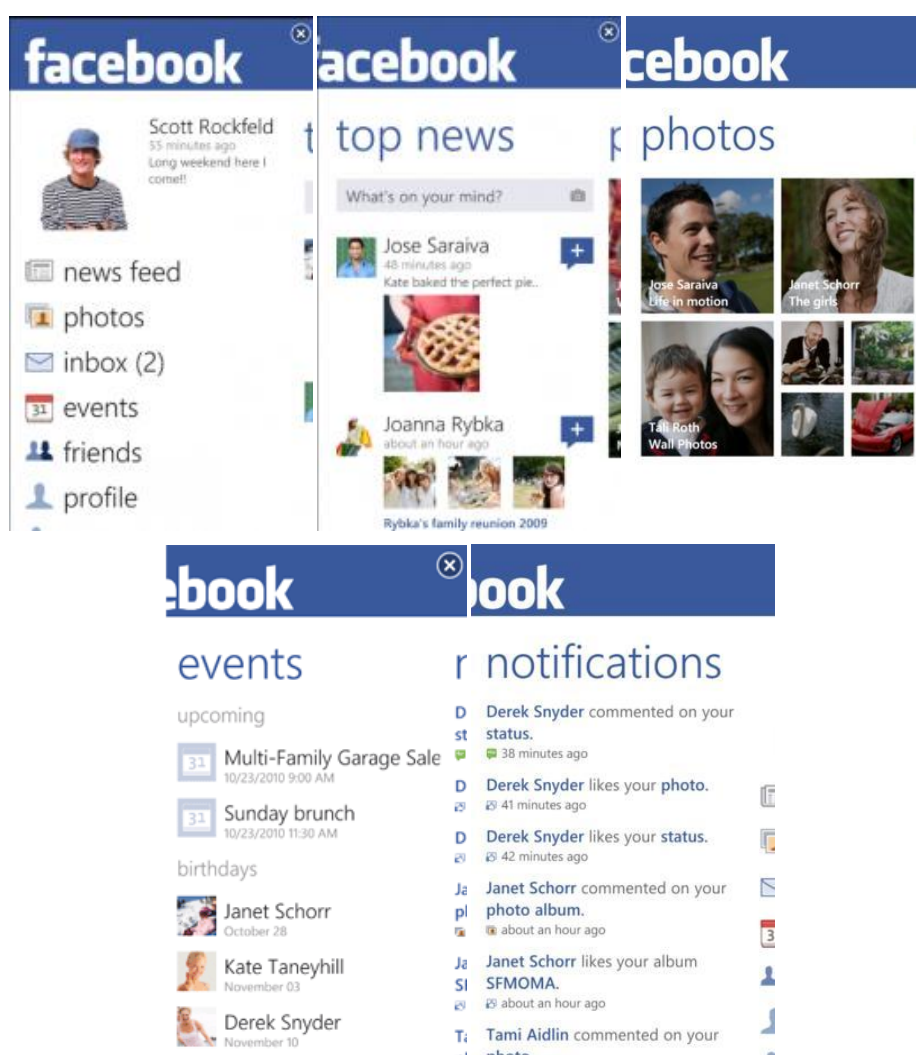 facebook
Scott Rockfeld
55 minutes ago
Long weekend here I
come!!
news feed
photos
inbox (2)
31 events
friends
profile
acebook
top news
What's on your mind?
Jose Saraiva
48 minutes ago
Kate baked the perfect pie..
Joanna Rybka
about an hour ago
Rybka's family reunion 2009
cebook
photos
Jose Saraiva
Life in motion
Janet Schorr
The girls
Tali Roth
Wall Photos
ebook
events
upcoming
31 Multi-Family Garage Sale
10/23/2010 9:00 AM
31 Sunday brunch
10/23/2010 11:30 AM
birthdays
Janet Schorr
October 28
Kate Taneyhill
November 03
Derek Snyder
November 10
ook
notifications
Derek Snyder commented on your
status.
38 minutes ago
Derek Snyder likes your photo.
41 minutes ago
Derek Snyder likes your status.
42 minutes ago
Janet Schorr commented on your
photo album.
about an hour ago
Janet Schorr likes your album
SFMOMA.
about an hour ago
Tami Aidlin commented on your